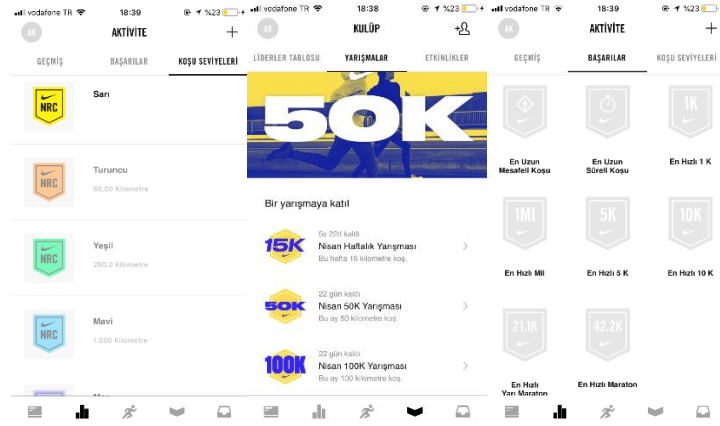 vodafone TR 18:39 %23
AK AKTİVİTE
GEÇMİŞ BAŞARILAR KOŞU SEVİYELERİ
NRC Sarı
NRC Turuncu
50,00 Kilometre
NRC Yeşil
250,0 Kilometre
NRC Mavi
1.000 Kilometre
vodafone TR 18:38 %23
AK KULÜP
LİDERLER TABLOSU YARIŞMALAR ETKİNLİKLER
50K
Bir yarışmaya katıl
5s 22d kaldı
15K Nisan Haftalık Yarışması
Bu hafta 15 kilometre koş.
22 gün kaldı
50K Nisan 50K Yarışması
Bu ay 50 kilometre koş.
22 gün kaldı
100K Nisan 100K Yarışması
Bu ay 100 kilometre koş.
vodafone TR 18:39 %23
AK AKTİVİTE
GEÇMİŞ BAŞARILAR KOŞU SEVİYELERİ
1K
En Uzun
Mesafeli Koşu
En Uzun
Süreli Koşu
En Hızlı 1 K
1MI 5K 10K
En Hızlı Mil En Hızlı 5 K En Hızlı 10 K
21.1K 42.2K
En Hızlı
Yarı Maraton
En Hızlı Maraton